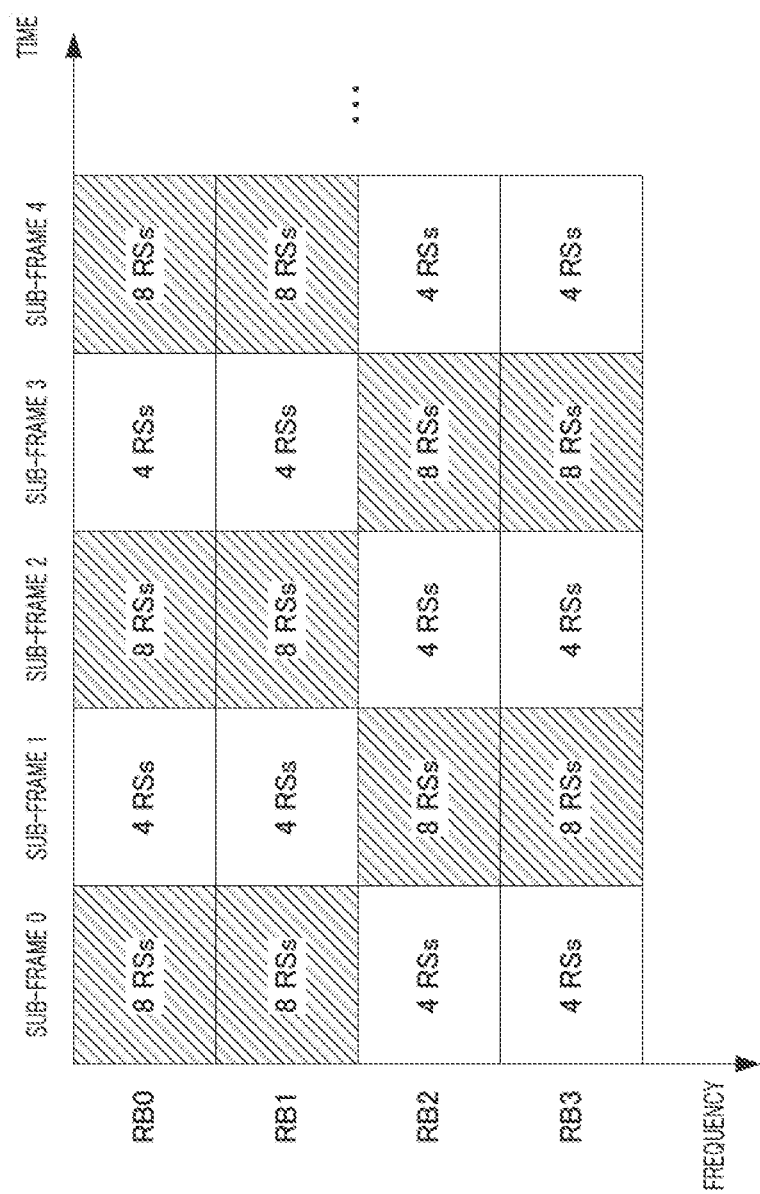 SUB-FRAME 0 SUB-FRAME 1 SUB-FRAME 2 SUB-FRAME 3 SUB-FRAME 4 TIME
RB0 8 RSs 4 RSs 8 RSs 4 RSs 8 RSs
RB1 8 RSs 4 RSs 8 RSs 4 RSs 8 RSs
...
RB2 4 RSs 8 RSs 4 RSs 8 RSs 4 RSs
RB3 4 RSs 8 RSs 4 RSs 8 RSs 4 RSs
FREQUENCY